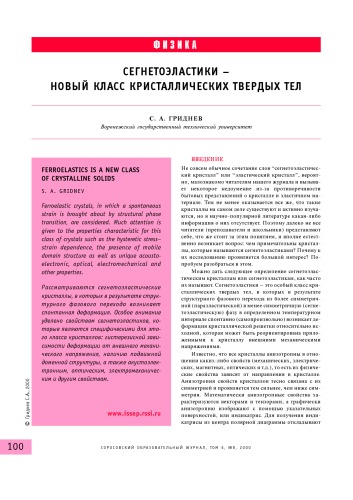 ФИЗИКА
СЕГНЕТОЭЛАСТИКИ –
НОВЫЙ КЛАСС КРИСТАЛЛИЧЕСКИХ ТВЕРДЫХ ТЕЛ
С. А. ГРИДНЕВ
Воронежский государственный технический университет
FERROELASTICS IS A NEW CLASS
OF CRYSTALLINE SOLIDS
S. A. GRIDNEV
Ferroelastic crystals, in which a spontaneous
strain is brought about by structural phase
transition, are considered. Much attention is
given to the properties characteristic for this
class of crystals such as the hysteretic stress–
strain dependence, the presence of mobile
domain structure as well as unique acousto-
electronic, optical, electromechanical and
other properties.
Рассматриваются сегнетоэластические
кристаллы, в которых в результате струк-
турного фазового перехода возникает
спонтанная деформация. Особое внимание
уделено свойствам сегнетоэластиков, ко-
торые являются специфическими для это-
го класса кристаллов: гистерезисной зави-
симости деформации от внешнего механи-
ческого напряжения, наличию подвижной
доменной структуры, а также акустоэлек-
тронным, оптическим, электромеханичес-
ким и другим свойствам.
www.issep.rssi.ru
© Гриднев С.А., 2000
ВВЕДЕНИЕ
Не совсем обычное сочетание слов “сегнетоэластичес-
кий кристалл” или “эластический кристалл”, вероят-
но, малознакомо читателям нашего журнала и вызыва-
ет некоторое недоумение из-за противоречивости
бытовых представлений о кристалле и эластичном ма-
териале. Тем не менее оказывается все же, что такие
кристаллы на самом деле существуют и активно изуча-
ются, но в научно-популярной литературе какая-либо
информация о них отсутствует. Поэтому далеко не все
читатели (преподаватели и школьники) представляют
себе, что же стоит за этим понятием, и вполне естест-
венно возникает вопрос: чем примечательны кристал-
лы, которые называются сегнетоэластиками? Почему к
их исследованию проявляется большой интерес? По-
пробуем разобраться в этом.
Можно дать следующее определение сегнетоэлас-
тическим кристаллам или сегнетоэластикам, как часто
их называют. Сегнетоэластики – это особый класс кри-
сталлических твердых тел, в которых в результате
структурного фазового перехода из более симметрич-
ной (параэластической) в менее симметричную (сегне-
тоэластическую) фазу в определенном температурном
интервале спонтанно (самопроизвольно) возникает де-
формация кристаллической решетки относительно ис-
ходной, которая может быть реориентирована прило-
женными к кристаллу внешними механическими
напряжениями.
Известно, что все кристаллы анизотропны в отно-
шении каких-либо свойств (механических, электриче-
ских, магнитных, оптических и т.д.), то есть их физиче-
ские свойства зависят от направления в кристалле.
Анизотропия свойств кристаллов тесно связана с их
симметрией и проявляется тем сильнее, чем ниже сим-
метрия. Математически анизотропные свойства ха-
рактеризуются векторами и тензорами, а графически
анизотропию изображают с помощью указательных
поверхностей, или индикатрис. Для получения инди-
катрисы из центра полярной диаграммы откладывают
100
СОРОСОВСКИЙ ОБРАЗОВАТЕЛЬНЫЙ ЖУРНАЛ, ТОМ 6, №8, 2000